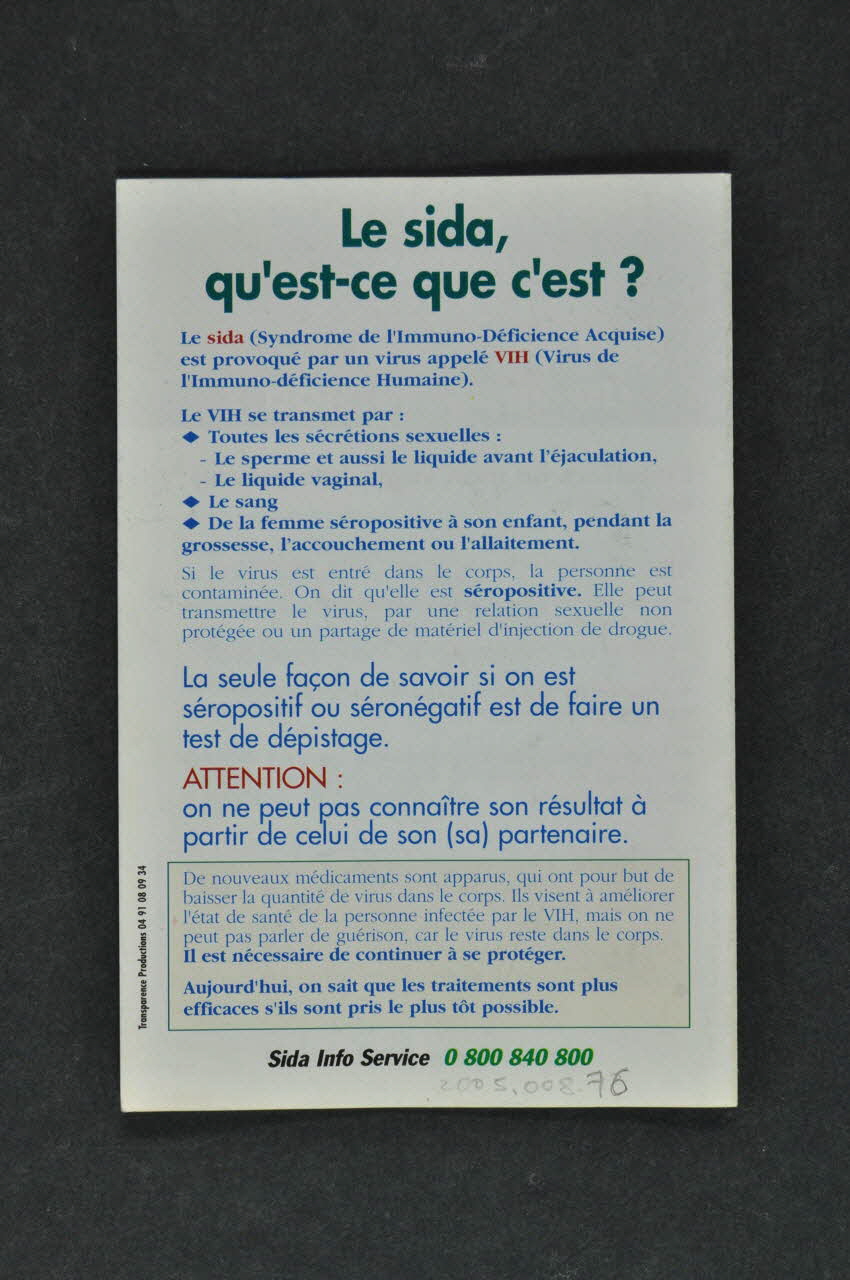 Le sida,
qu'est-ce que c'est ?
Le sida (Syndrome de l'Immuno-Déficience Acquise)
est provoqué par un virus appelé VIH (Virus de
l'Immuno-déficience Humaine).
Le VIH se transmet par :
◆ Toutes les sécrétions sexuelles :
- Le sperme et aussi le liquide avant l'éjaculation,
- Le liquide vaginal,
◆ Le sang
◆ De la femme séropositive à son enfant, pendant la
grossesse, l'accouchement ou l'allaitement.
Si le virus est entré dans le corps, la personne est
contaminée. On dit qu'elle est séropositive. Elle peut
transmettre le virus, par une relation sexuelle non
protégée ou un partage de matériel d'injection de drogue.
La seule façon de savoir si on est
séropositif ou séronégatif est de faire un
test de dépistage.
ATTENTION :
on ne peut pas connaître son résultat à
partir de celui de son (sa) partenaire.
De nouveaux médicaments sont apparus, qui ont pour but de
baisser la quantité de virus dans le corps. Ils visent à améliorer
l'état de santé de la personne infectée par le VIH, mais on ne
peut pas parler de guérison, car le virus reste dans le corps.
Il est nécessaire de continuer à se protéger.
Aujourd'hui, on sait que les traitements sont plus
efficaces s'ils sont pris le plus tôt possible.
Transparence Productions 04 91 08 09 34
Sida Info Service 0 800 840 800
2005.008.76